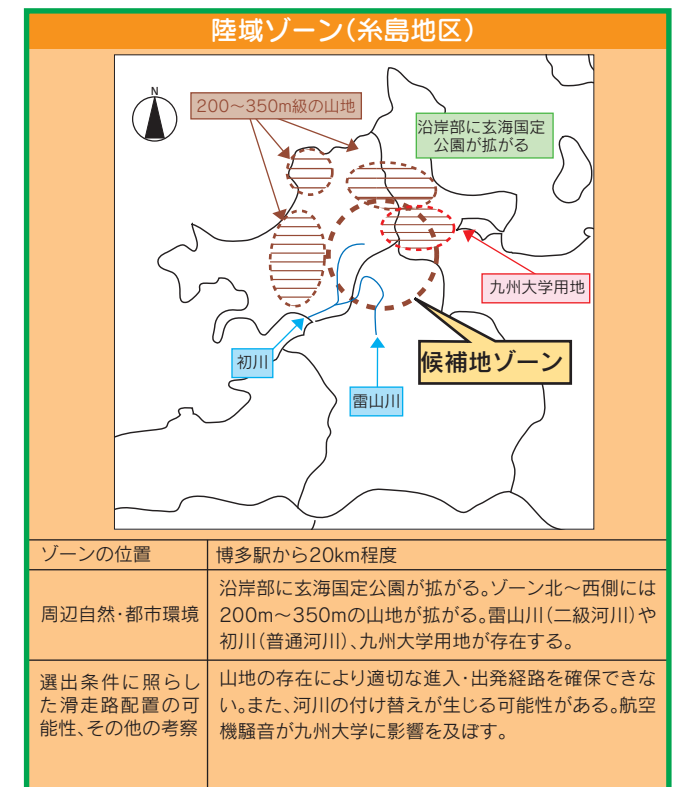 陸域ゾーン(糸島地区)
N
200～350m級の山地
沿岸部に玄海国定
公園が拡がる
九州大学用地
候補地ゾーン
初川
雷山川
ゾーンの位置
博多駅から20km程度
周辺自然・都市環境
沿岸部に玄海国定公園が拡がる。ゾーン北～西側には
200m～350mの山地が拡がる。雷山川(二級河川)や
初川(普通河川)、九州大学用地が存在する。
選出条件に照らし
た滑走路配置の可
能性、その他の考察
山地の存在により適切な進入・出発経路を確保できな
い。また、河川の付け替えが生じる可能性がある。航空
機騒音が九州大学に影響を及ぼす。